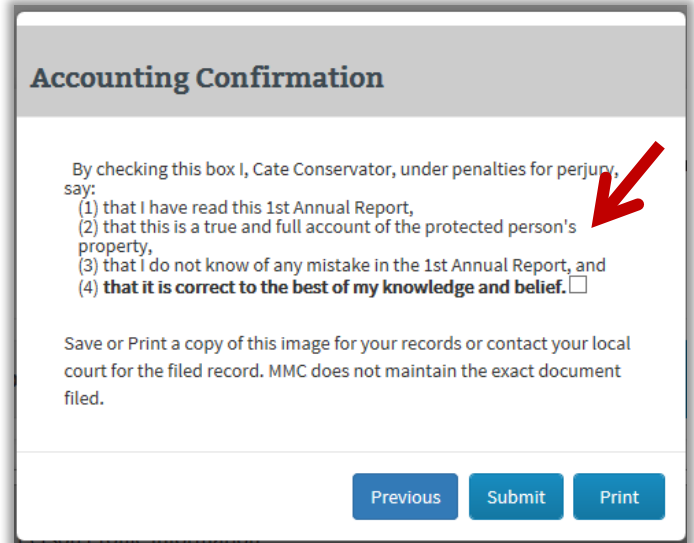 Accounting Confirmation
By checking this box I, Cate Conservator, under penalties for perjury,
say:
(1) that I have read this 1st Annual Report,
(2) that this is a true and full account of the protected person's
property,
(3) that I do not know of any mistake in the 1st Annual Report, and
(4) that it is correct to the best of my knowledge and belief.
Save or Print a copy of this image for your records or contact your local
court for the filed record. MMC does not maintain the exact document
filed.
Previous Submit Print